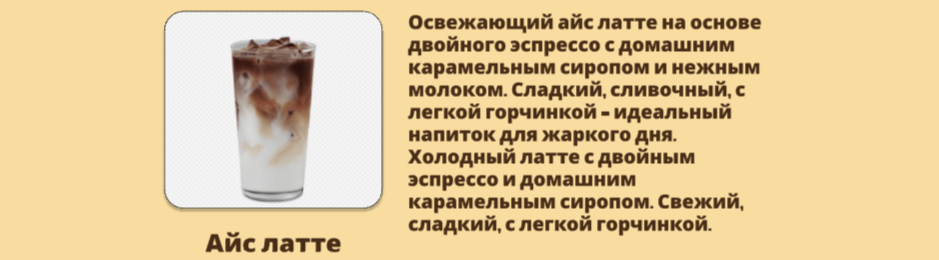 Освежающий айс латте на основе
двойного эспрессо с домашним
карамельным сиропом и нежным
молоком. Сладкий, сливочный, с
легкой горчинкой – идеальный
напиток для жаркого дня.
Холодный латте с двойным
эспрессо и домашним
карамельным сиропом. Свежий,
сладкий, с легкой горчинкой.
Айс латте